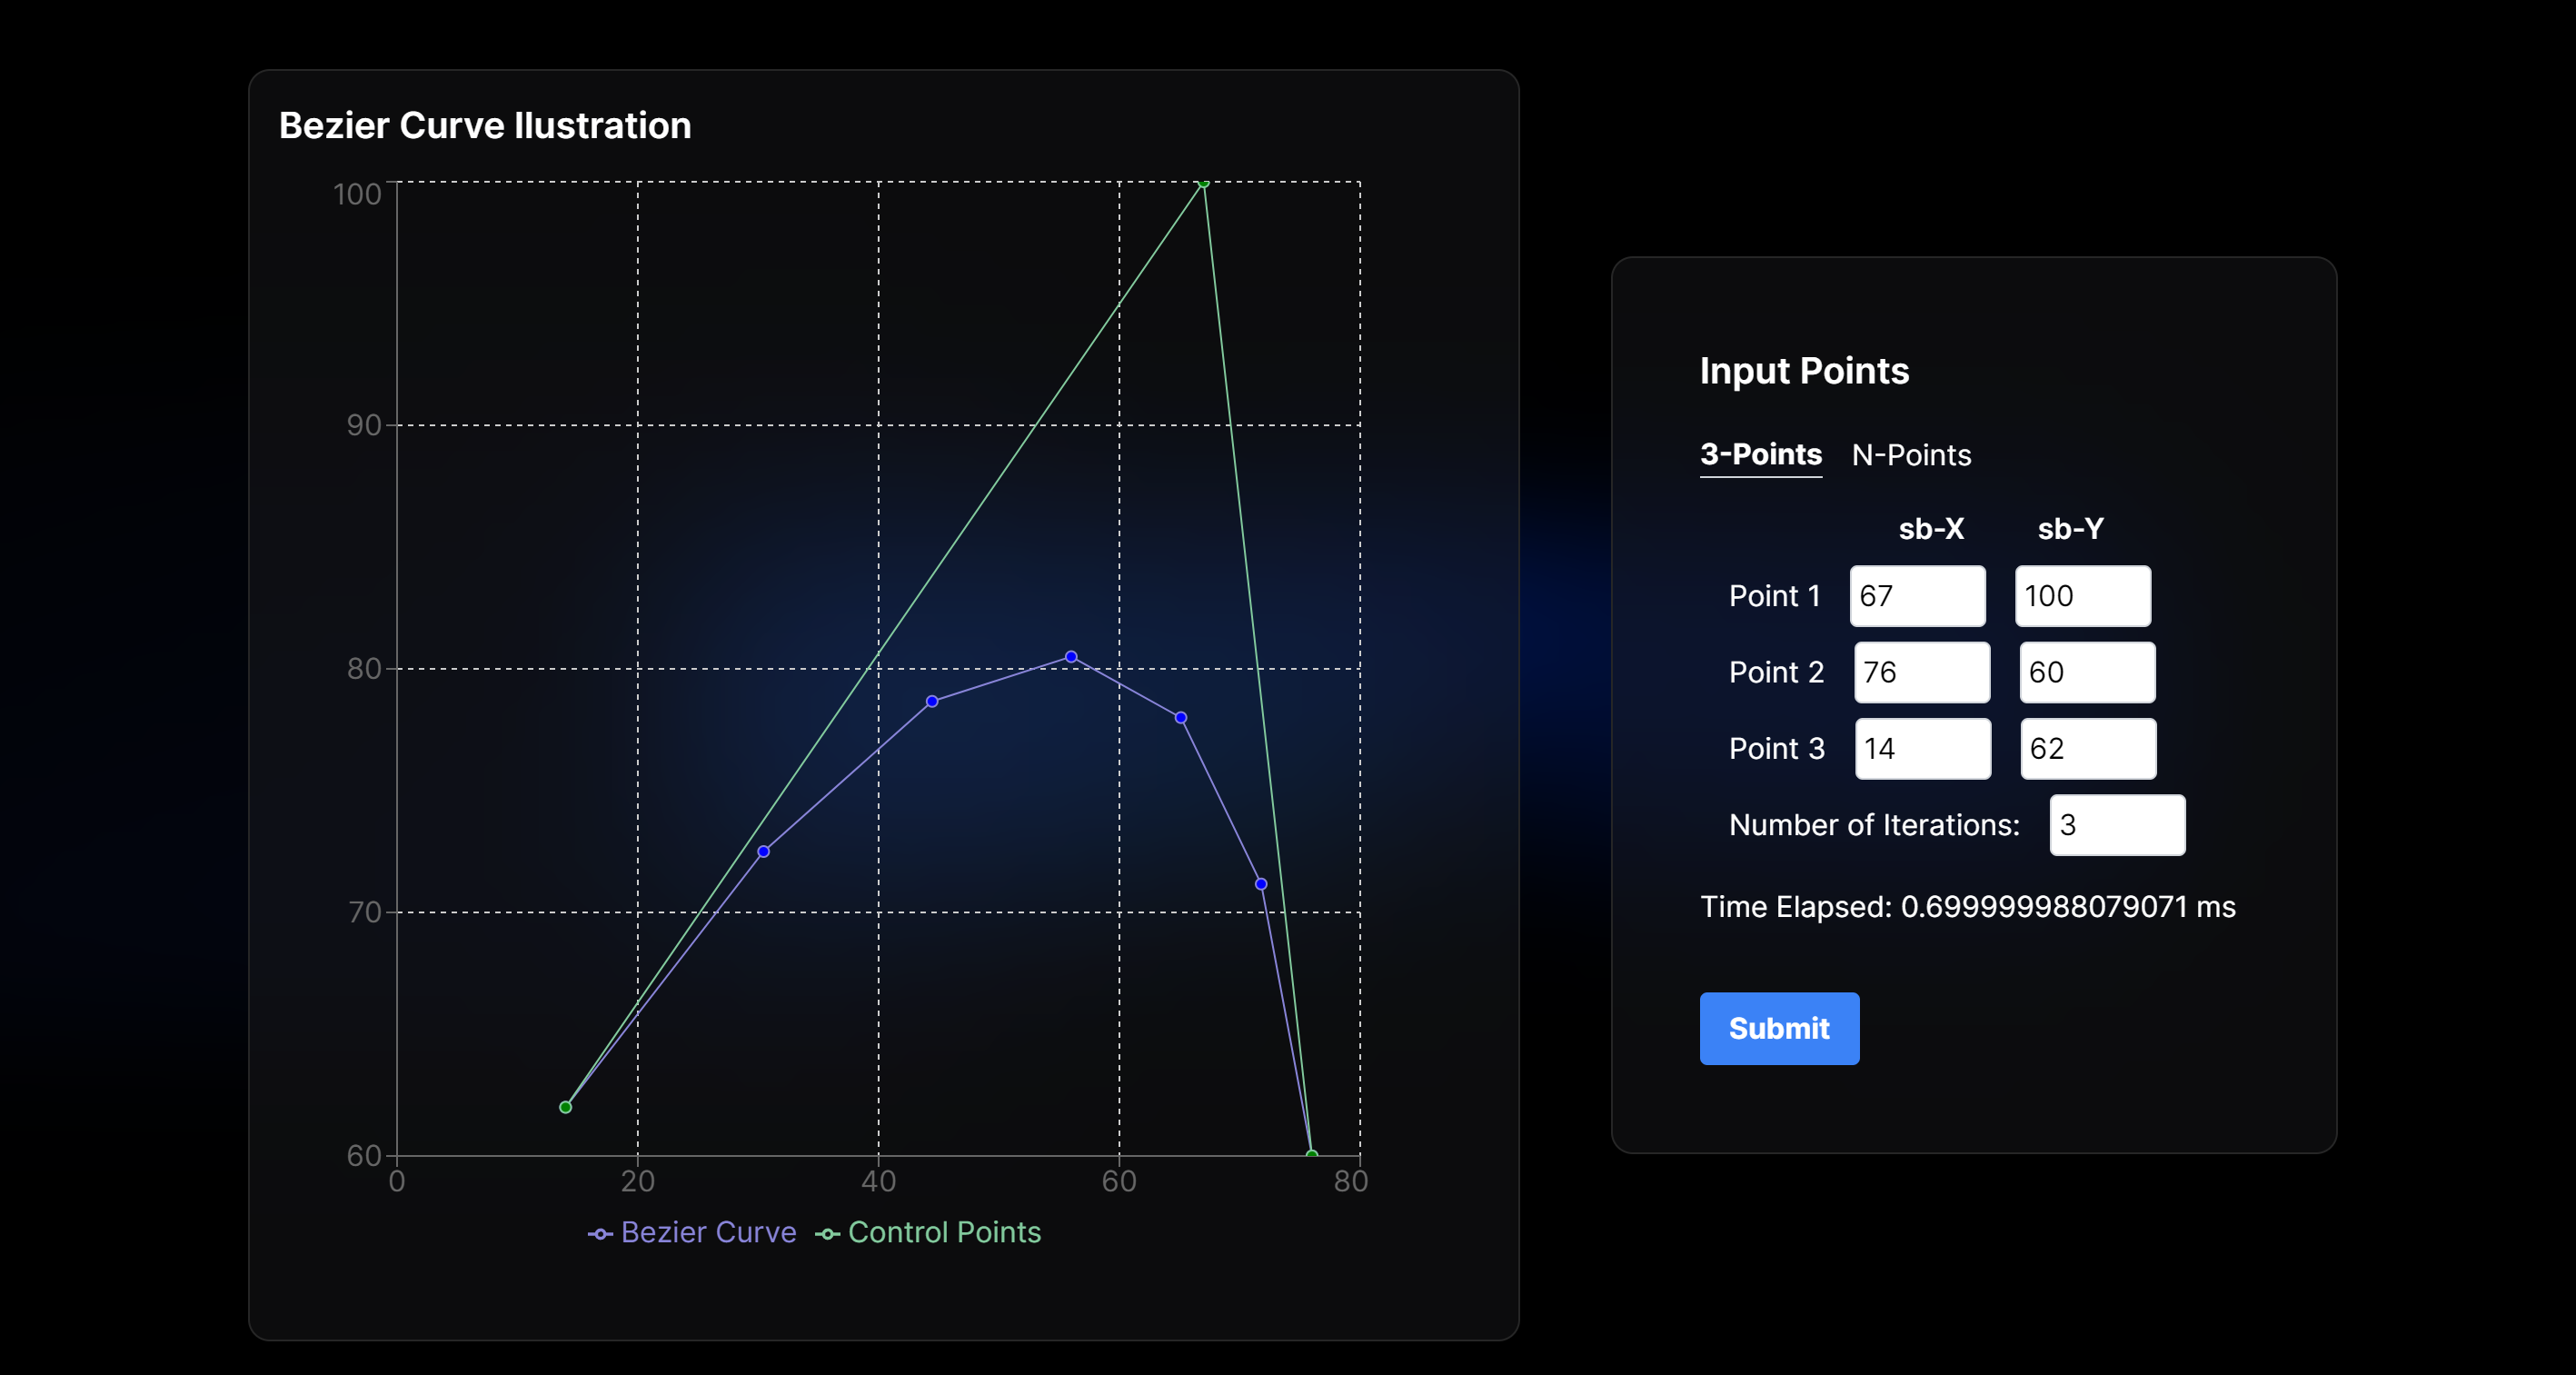 Bezier Curve Ilustration
100
90
80
70
60
0 20 40 60 80
Bezier Curve Control Points
Input Points
3-Points N-Points
sb-X sb-Y
Point 1 67 100
Point 2 76 60
Point 3 14 62
Number of Iterations: 3
Time Elapsed: 0.699999988079071 ms
Submit